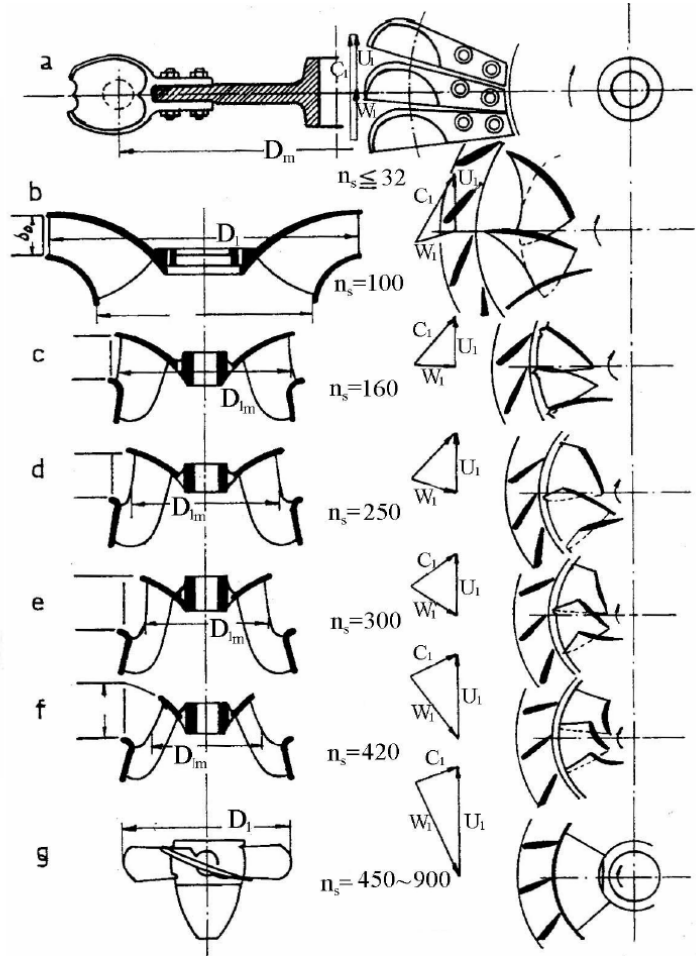 a
C₁
U₁
W₁
Dₘ
nₛ≦32
b
b₀
D₁
C₁
U₁
W₁
nₛ=100
c
C₁
U₁
W₁
D₁ₘ
nₛ=160
d
D₁ₘ
W₁
U₁
nₛ=250
e
C₁
U₁
W₁
D₁ₘ
nₛ=300
f
C₁
W₁
U₁
D₁ₘ
nₛ=420
C₁
g
D₁
W₁
U₁
nₛ=450~900